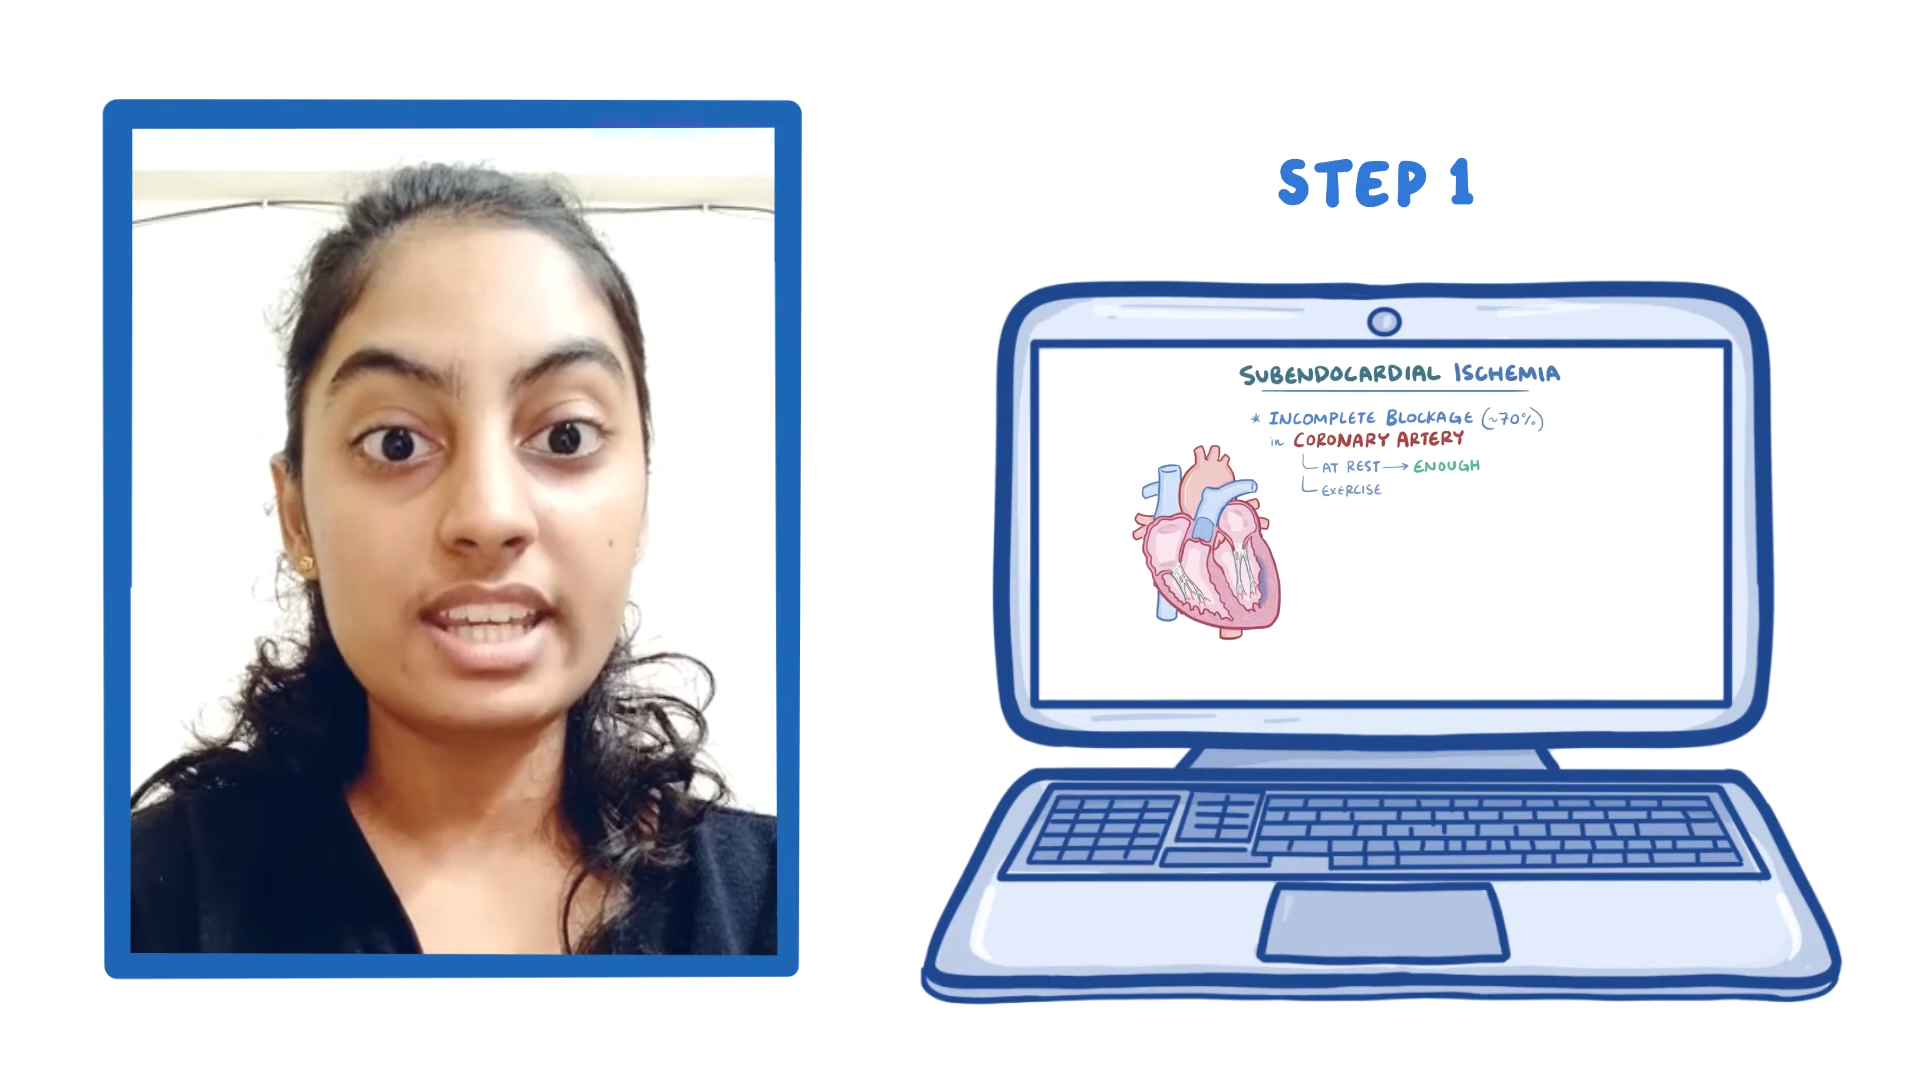 STEP 1
SUBENDOCARDIAL ISCHEMIA
* INCOMPLETE BLOCKAGE (~70%)
in CORONARY ARTERY
AT REST → ENOUGH
EXERCISE